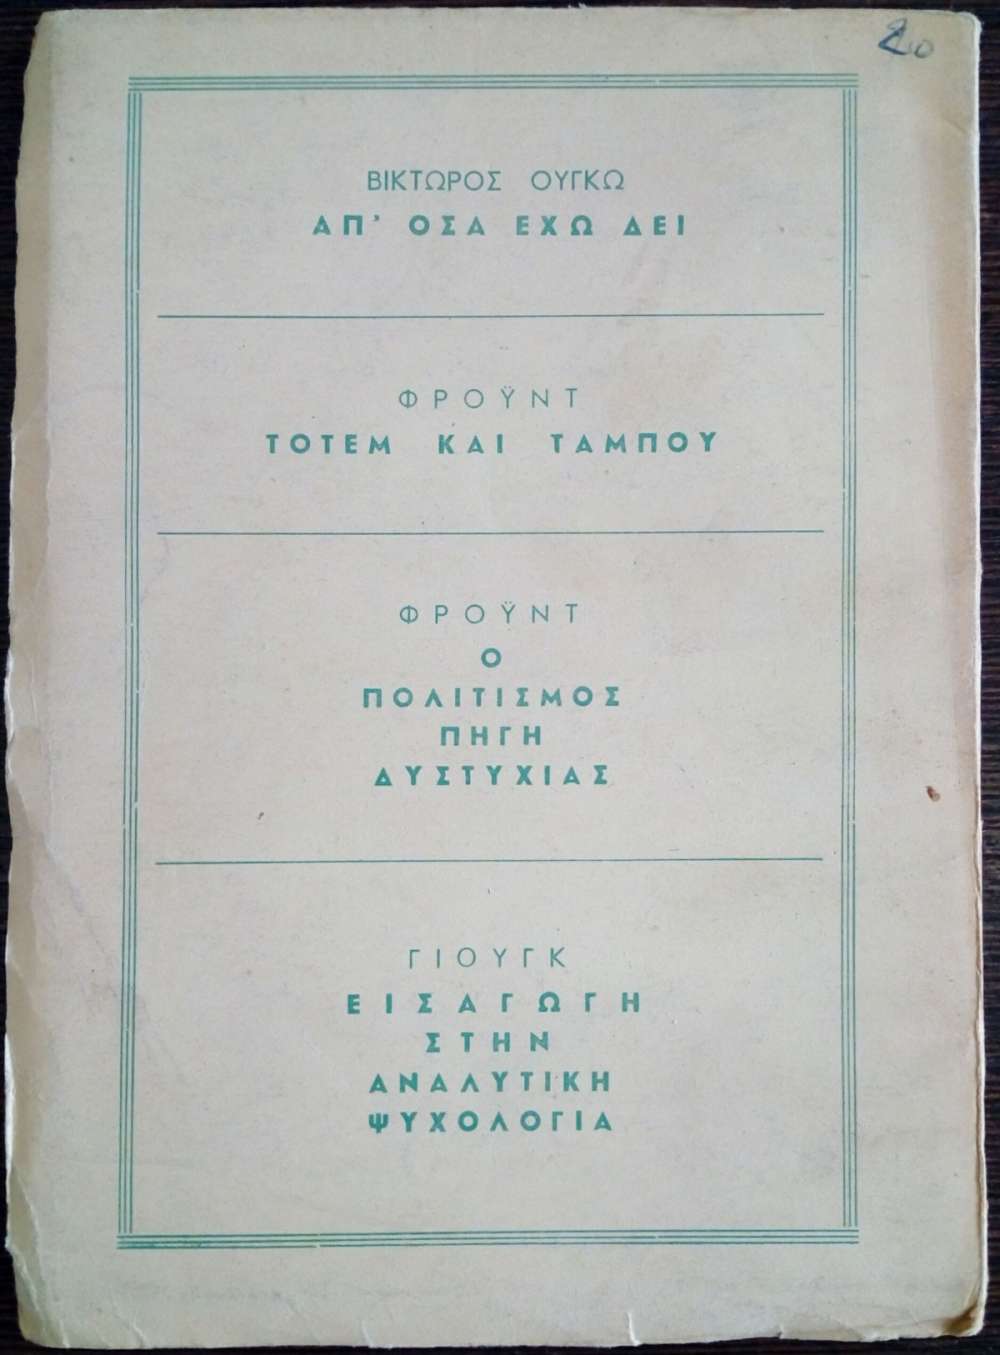 20
ΒΙΚΤΩΡΟΣ ΟΥΓΚΩ
ΑΠ' ΟΣΑ ΕΧΩ ΔΕΙ
ΦΡΟΫΝΤ
ΤΟΤΕΜ ΚΑΙ ΤΑΜΠΟΥ
ΦΡΟΫΝΤ
Ο
ΠΟΛΙΤΙΣΜΟΣ
ΠΗΓΗ
ΔΥΣΤΥΧΙΑΣ
ΓΙΟΥΓΚ
ΕΙΣΑΓΩΓΗ
ΣΤΗΝ
ΑΝΑΛΥΤΙΚΗ
ΨΥΧΟΛΟΓΙΑ